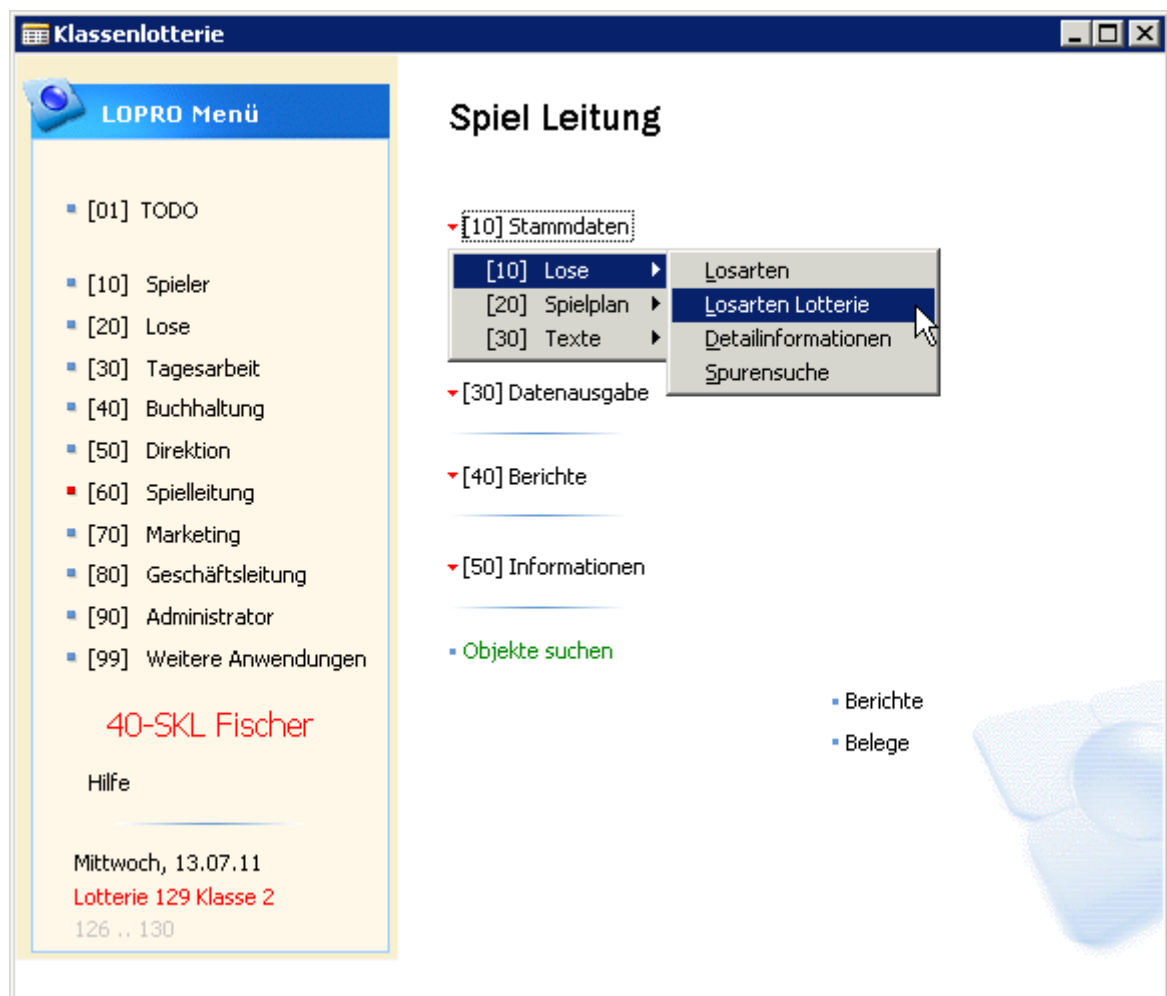 Klassenlotterie
LOPRO Menü
[01] TODO
[10] Spieler
[20] Lose
[30] Tagesarbeit
[40] Buchhaltung
[50] Direktion
[60] Spielleitung
[70] Marketing
[80] Geschäftsleitung
[90] Administrator
[99] Weitere Anwendungen
40-SKL Fischer
Hilfe
Mittwoch, 13.07.11
Lotterie 129 Klasse 2
126 .. 130
Spiel Leitung
[10] Stammdaten
[10] Lose
[20] Spielplan
[30] Texte
Losarten
Losarten Lotterie
Detailinformationen
Spurensuche
[30] Datenausgabe
[40] Berichte
[50] Informationen
Objekte suchen
Berichte
Belege